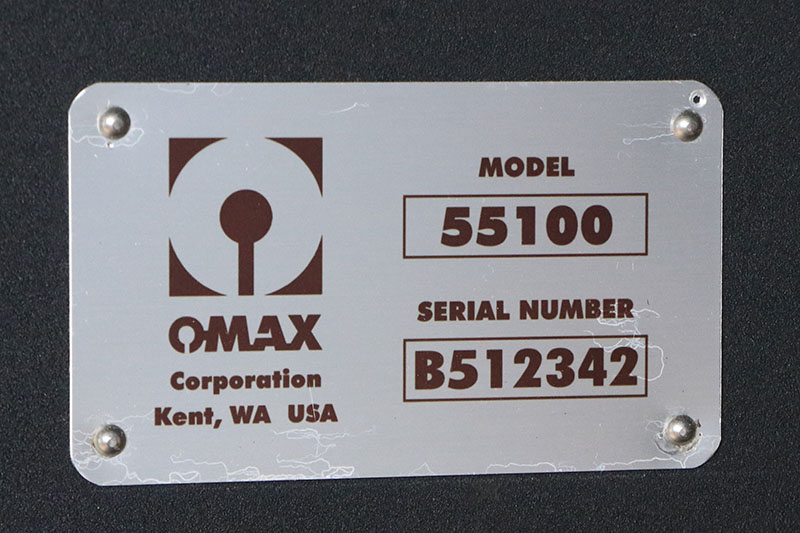 OMAX
Corporation
Kent, WA USA
MODEL
55100
SERIAL NUMBER
B512342